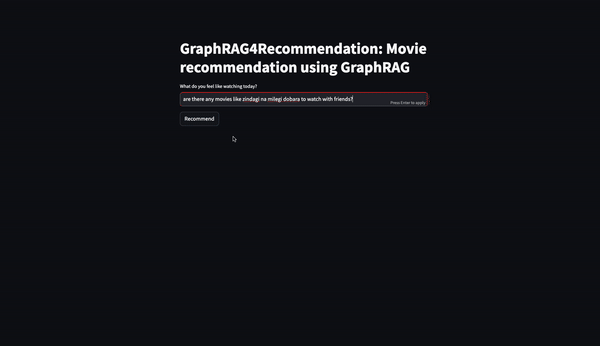 GraphRAG4Recommendation: Movie
recommendation using GraphRAG
What do you feel like watching today?
are there any movies like zindagi na milegi dobara to watch with friends?
Press Enter to apply
Recommend